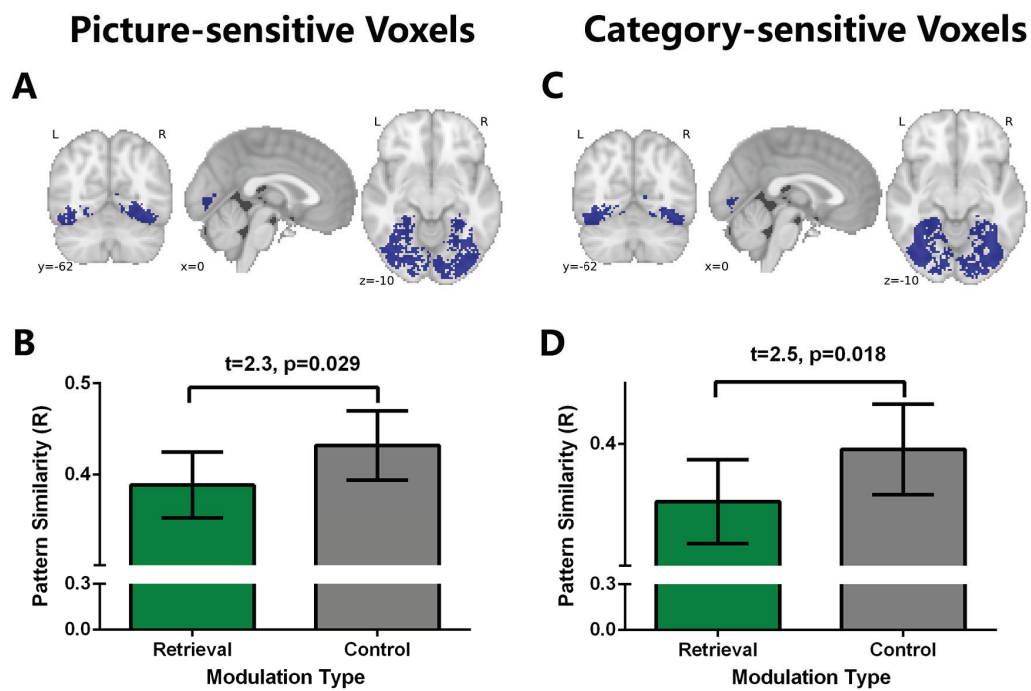 Picture-sensitive Voxels
Category-sensitive Voxels
A
L
R
L
R
y=-62
x=0
z=-10
C
L
R
L
R
y=-62
x=0
z=-10
B
t=2.3, p=0.029
0.5
0.4
0.3
0.0
Pattern Similarity (R)
Retrieval
Control
Modulation Type
D
t=2.5, p=0.018
0.4
0.3
0.0
Pattern Similarity (R)
Retrieval
Control
Modulation Type